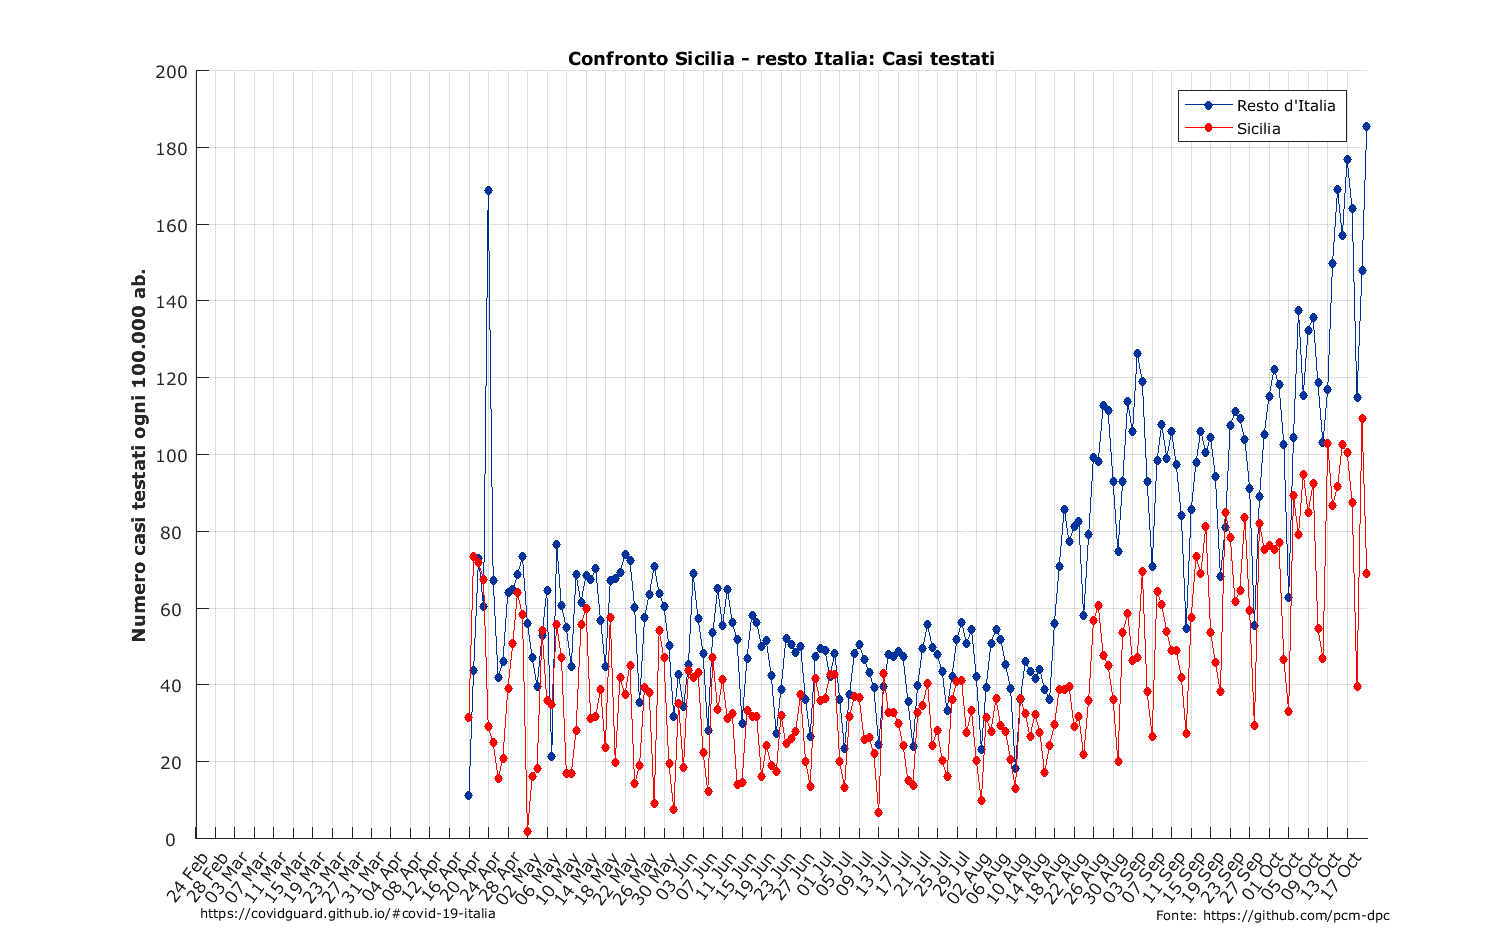 Confronto Sicilia - resto Italia: Casi testati
Numero casi testati ogni 100.000 ab.
200
180
160
140
120
100
80
60
40
20
0
Resto d'Italia
Sicilia
24 Feb
28 Feb
03 Mar
07 Mar
11 Mar
15 Mar
19 Mar
23 Mar
27 Mar
31 Mar
04 Apr
08 Apr
12 Apr
16 Apr
20 Apr
24 Apr
28 Apr
02 May
06 May
10 May
14 May
18 May
22 May
26 May
30 May
03 Jun
07 Jun
11 Jun
15 Jun
19 Jun
23 Jun
27 Jun
01 Jul
05 Jul
09 Jul
13 Jul
17 Jul
21 Jul
25 Jul
29 Jul
02 Aug
06 Aug
10 Aug
14 Aug
18 Aug
22 Aug
26 Aug
30 Aug
03 Sep
07 Sep
11 Sep
15 Sep
19 Sep
23 Sep
27 Sep
01 Oct
05 Oct
09 Oct
13 Oct
17 Oct
https://covidguard.github.io/#covid-19-italia
Fonte: https://github.com/pcm-dpc